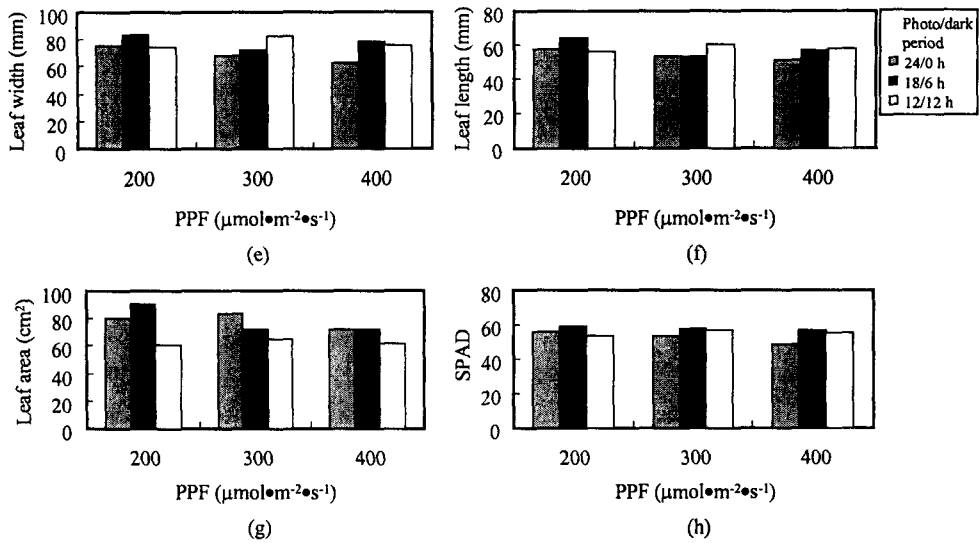 Leaf width (mm)
100
80
60
40
20
0
200
300
400
PPF (μmol•m⁻²•s⁻¹)
(e)
Leaf length (mm)
80
60
40
20
0
200
300
400
PPF (μmol•m⁻²•s⁻¹)
(f)
Photo/dark
period
24/0 h
18/6 h
12/12 h
Leaf area (cm²)
100
80
60
40
20
0
200
300
400
PPF (μmol•m⁻²•s⁻¹)
(g)
SPAD
80
60
40
20
0
200
300
400
PPF (μmol•m⁻²•s⁻¹)
(h)